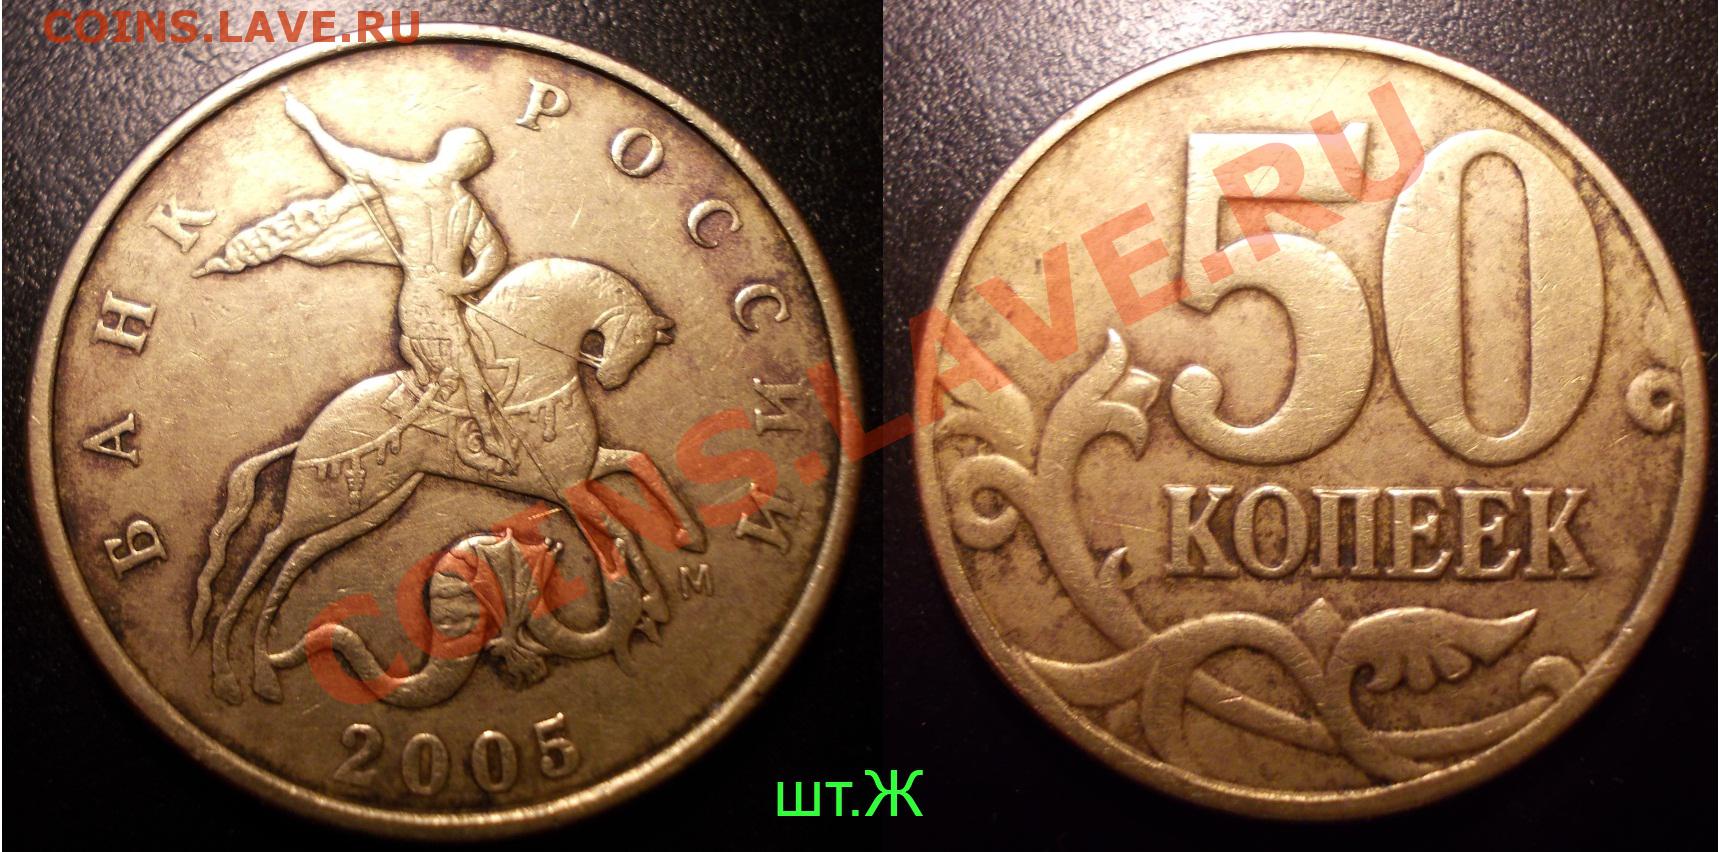 COINS.LAVE.RU
БАНК РОССИИ
М
2005
50
КОПЕЕК
COINS.LAVE.RU
шт.Ж